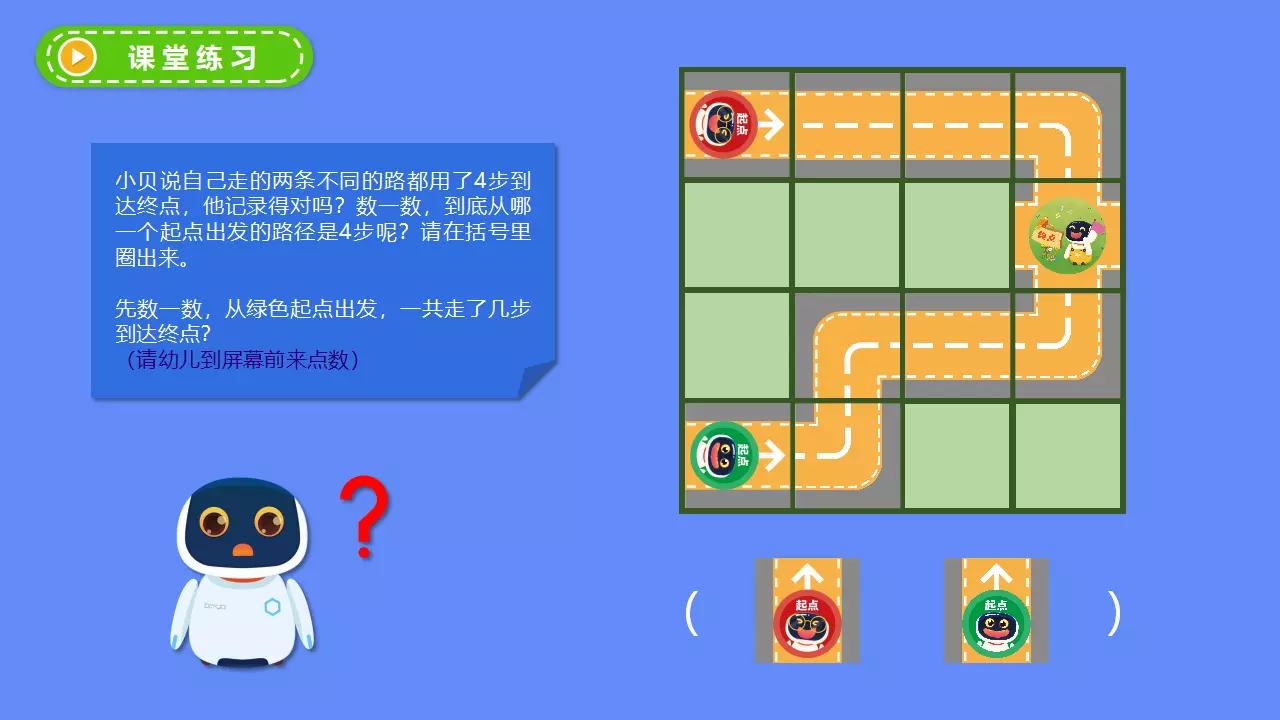 课堂练习
小贝说自己走的两条不同的路都用了4步到
达终点，他记录得对吗？数一数，到底从哪
一个起点出发的路径是4步呢？请在括号里
圈出来。
先数一数，从绿色起点出发，一共走了几步
到达终点？
（请幼儿到屏幕前来点数）
起点
终点
起点
?
起点
起点
(
)